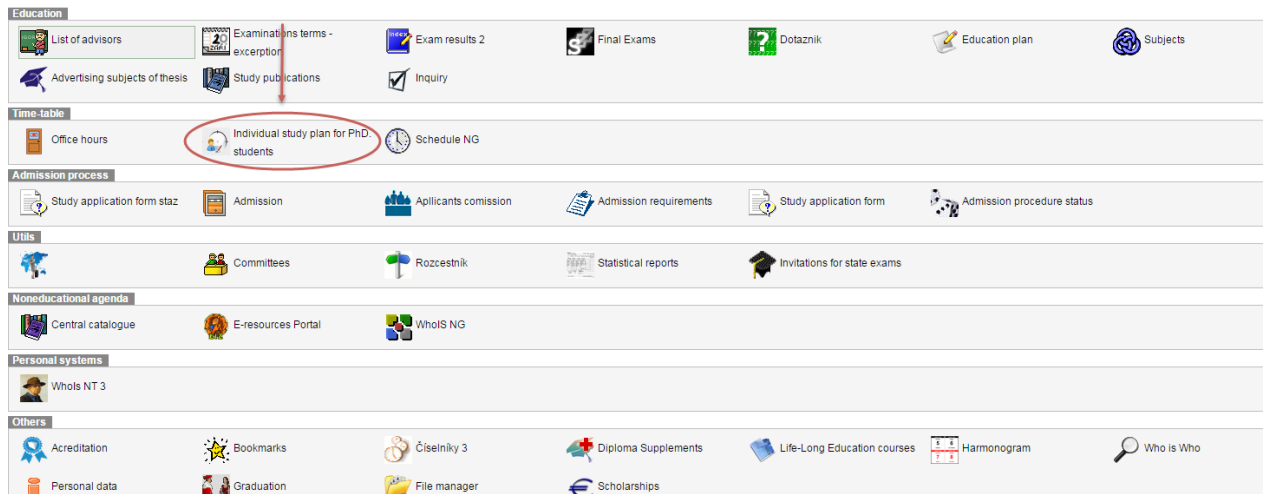 Education
List of advisors
Examinations terms -
excerption
Exam results 2
Final Exams
Dotaznik
Education plan
Subjects
Advertising subjects of thesis
Study publications
Inquiry
Time-table
Office hours
Individual study plan for PhD.
students
Schedule NG
Admission process
Study application form staz
Admission
Apllicants comission
Admission requirements
Study application form
Admission procedure status
Utils
Committees
Rozcestník
Statistical reports
Invitations for state exams
Noneducational agenda
Central catalogue
E-resources Portal
WhoIS NG
Personal systems
WhoIs NT 3
Others
Acreditation
Bookmarks
Číselníky 3
Diploma Supplements
Life-Long Education courses
Harmonogram
Who is Who
Personal data
Graduation
File manager
Scholarships